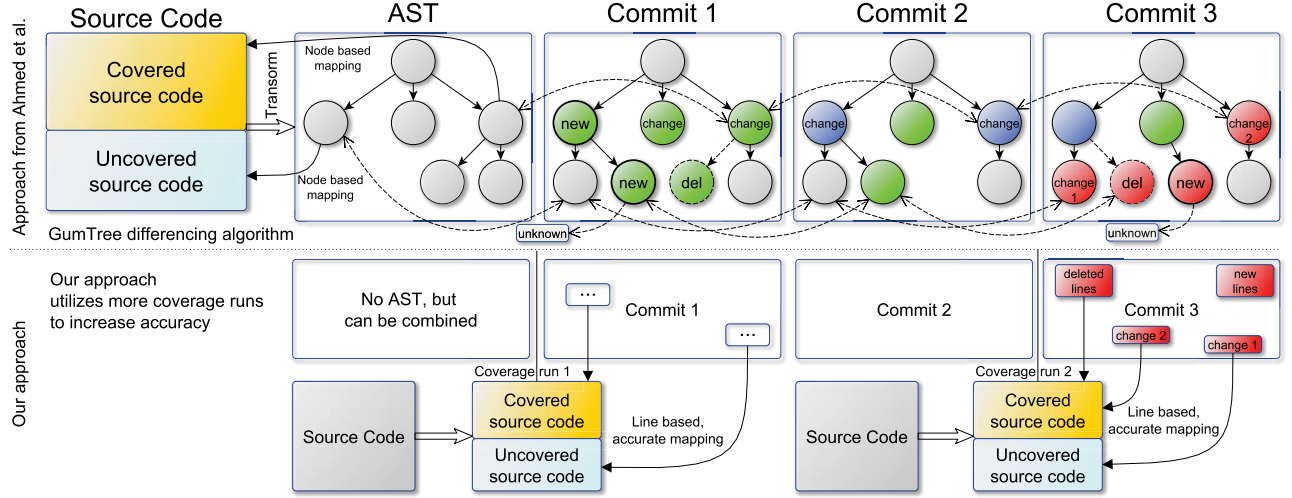 Source Code
AST
Commit 1
Commit 2
Commit 3
Approach from Ahmed et al.
Covered
source code
Uncovered
source code
Transorm
Node based
mapping
Node based
mapping
new
change
change
new
del
change
change
change
2
change
1
del
new
unknown
unknown
GumTree differencing algorithm
Our approach
Our approach
utilizes more coverage runs
to increase accuracy
No AST, but
can be combined
...
Commit 1
...
Commit 2
deleted
lines
new
lines
Commit 3
change 2
change 1
Coverage run 1
Coverage run 2
Source Code
Covered
source code
Uncovered
source code
Line based,
accurate mapping
Source Code
Covered
source code
Uncovered
source code
Line based,
accurate mapping